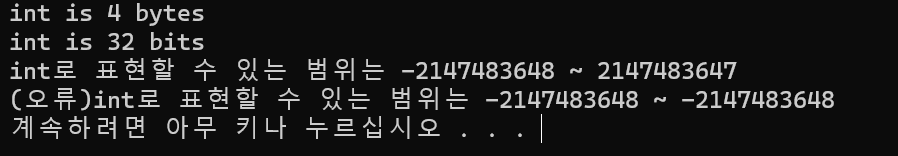 int is 4 bytes
int is 32 bits
int로 표현할 수 있는 범위는 -2147483648 ~ 2147483647
(오류)int로 표현할 수 있는 범위는 -2147483648 ~ -2147483648
계속하려면 아무 키나 누르십시오 . . .